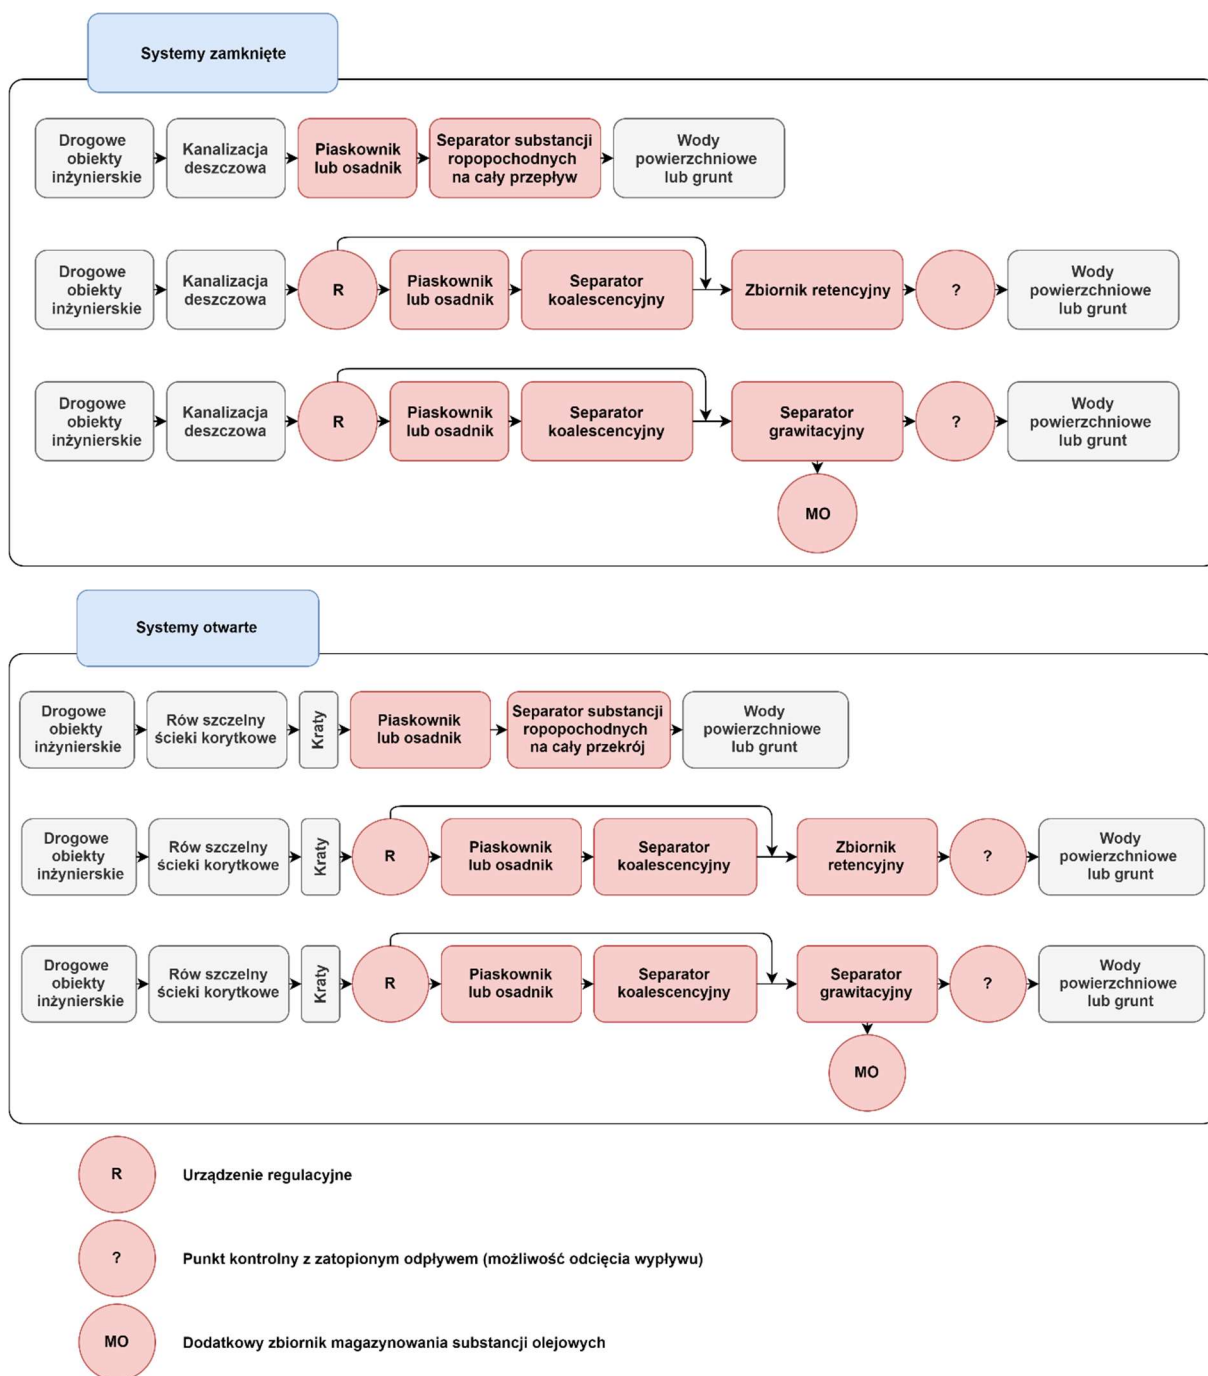 Systemy zamknięte
Drogowe
obiekty
inżynierskie
Kanalizacja
deszczowa
Piaskownik
lub osadnik
Separator substancji
ropopochodnych
na cały przepływ
Wody
powierzchniowe
lub grunt
Drogowe
obiekty
inżynierskie
Kanalizacja
deszczowa
R
Piaskownik
lub osadnik
Separator
koalescencyjny
Zbiornik retencyjny
?
Wody
powierzchniowe
lub grunt
Drogowe
obiekty
inżynierskie
Kanalizacja
deszczowa
R
Piaskownik
lub osadnik
Separator
koalescencyjny
Separator
grawitacyjny
?
Wody
powierzchniowe
lub grunt
MO
Systemy otwarte
Drogowe
obiekty
inżynierskie
Rów szczelny
ścieki korytkowe
Kraty
Piaskownik
lub osadnik
Separator substancji
ropopochodnych
na cały przekrój
Wody
powierzchniowe
lub grunt
Drogowe
obiekty
inżynierskie
Rów szczelny
ścieki korytkowe
Kraty
R
Piaskownik
lub osadnik
Separator
koalescencyjny
Zbiornik
retencyjny
?
Wody
powierzchniowe
lub grunt
Drogowe
obiekty
inżynierskie
Rów szczelny
ścieki korytkowe
Kraty
R
Piaskownik
lub osadnik
Separator
koalescencyjny
Separator
grawitacyjny
?
Wody
powierzchniowe
lub grunt
MO
R
Urządzenie regulacyjne
?
Punkt kontrolny z zatopionym odpływem (możliwość odcięcia wypływu)
MO
Dodatkowy zbiornik magazynowania substancji olejowych